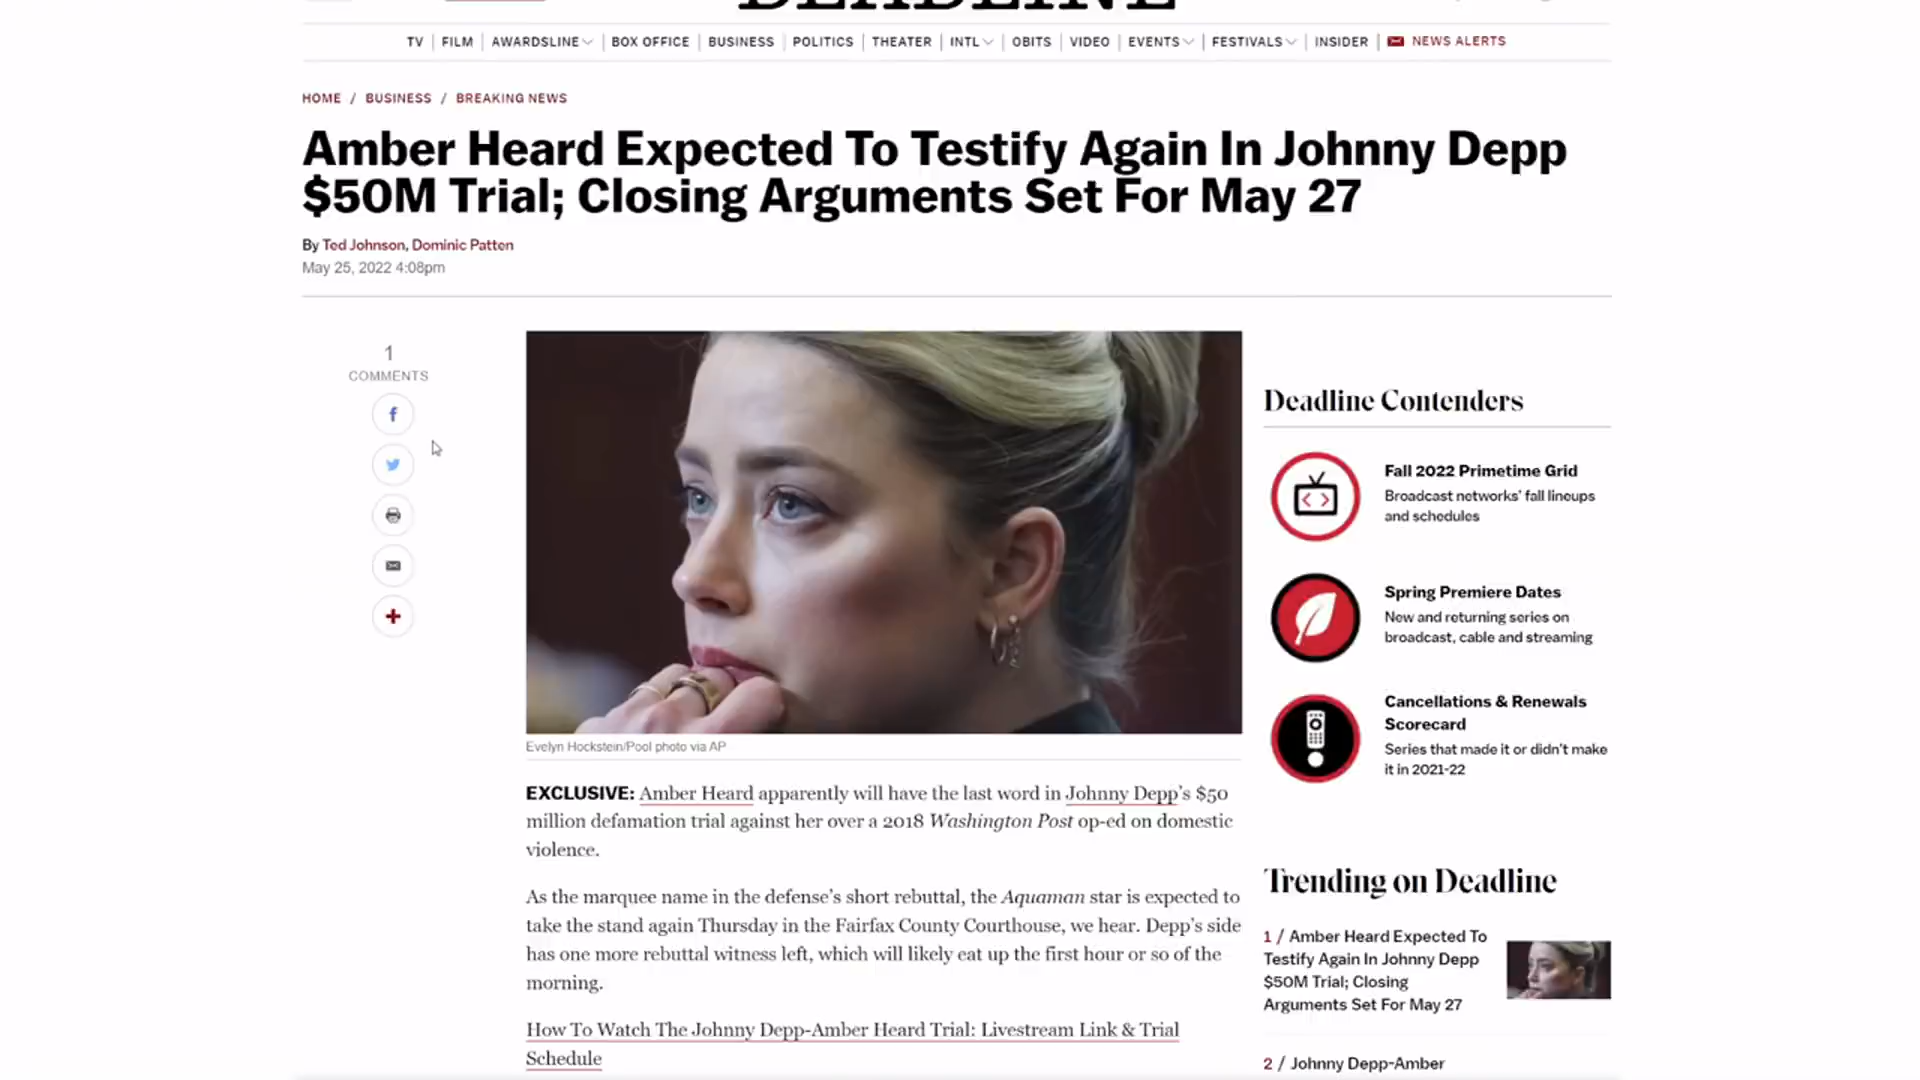 DEADLINE
TV | FILM | AWARDSLINE | BOX OFFICE | BUSINESS | POLITICS | THEATER | INTL | OBITS | VIDEO | EVENTS | FESTIVALS | INSIDER | NEWS ALERTS
HOME / BUSINESS / BREAKING NEWS
Amber Heard Expected To Testify Again In Johnny Depp
$50M Trial; Closing Arguments Set For May 27
By Ted Johnson, Dominic Patten
May 25, 2022 4:08pm
1
COMMENTS
Evelyn Hockstein/Pool photo via AP
EXCLUSIVE: Amber Heard apparently will have the last word in Johnny Depp's $50
million defamation trial against her over a 2018 Washington Post op-ed on domestic
violence.
As the marquee name in the defense's short rebuttal, the Aquaman star is expected to
take the stand again Thursday in the Fairfax County Courthouse, we hear. Depp's side
has one more rebuttal witness left, which will likely eat up the first hour or so of the
morning.
How To Watch The Johnny Depp-Amber Heard Trial: Livestream Link & Trial
Schedule
Deadline Contenders
Fall 2022 Primetime Grid
Broadcast networks' fall lineups
and schedules
Spring Premiere Dates
New and returning series on
broadcast, cable and streaming
Cancellations & Renewals
Scorecard
Series that made it or didn't make
it in 2021-22
Trending on Deadline
1 / Amber Heard Expected To
Testify Again In Johnny Depp
$50M Trial; Closing
Arguments Set For May 27
2 / Johnny Depp-Amber